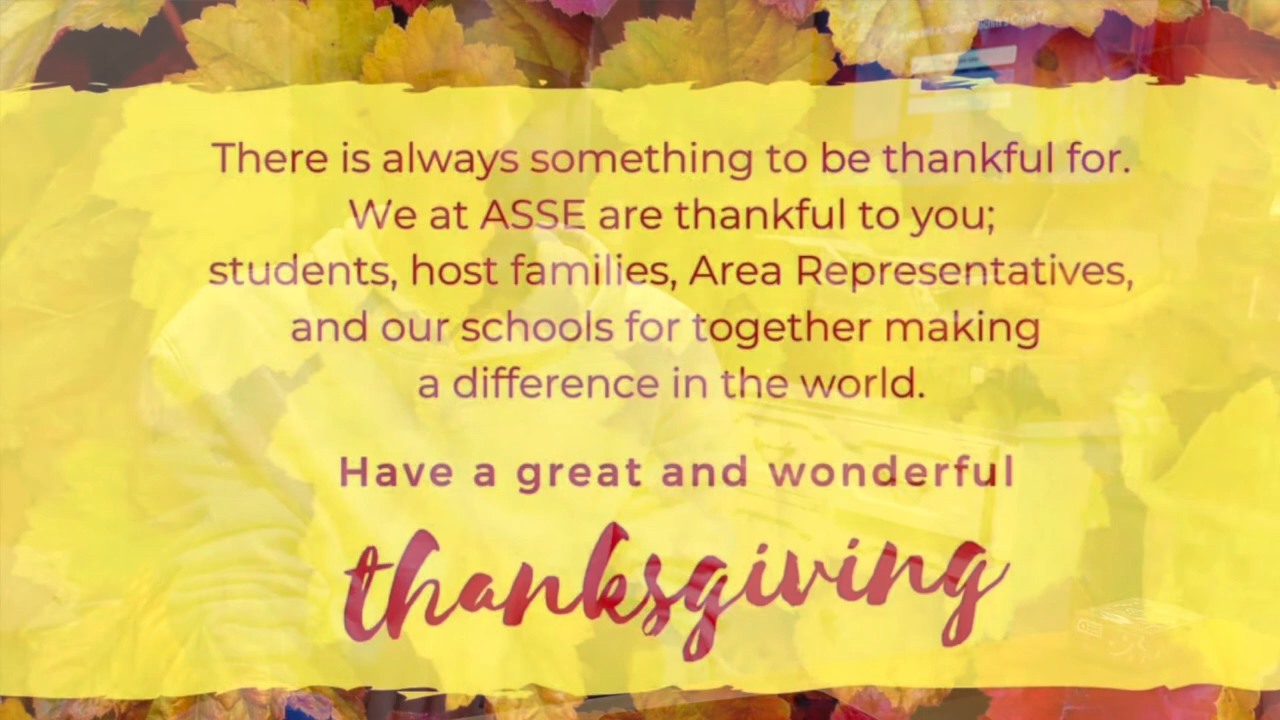 There is always something to be thankful for.
We at ASSE are thankful to you;
students, host families, Area Representatives,
and our schools for together making
a difference in the world.
Have a great and wonderful
thanksgiving